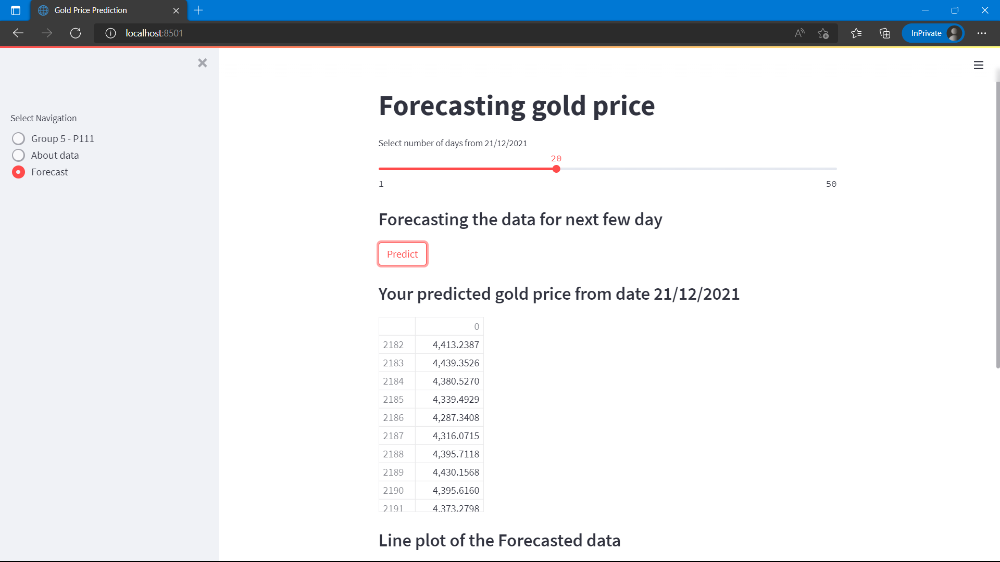 Gold Price Prediction
localhost:8501
InPrivate
Select Navigation
Group 5 - P111
About data
Forecast
Forecasting gold price
Select number of days from 21/12/2021
20
1 50
Forecasting the data for next few day
Predict
Your predicted gold price from date 21/12/2021
0
2182 4,413.2387
2183 4,439.3526
2184 4,380.5270
2185 4,339.4929
2186 4,287.3408
2187 4,316.0715
2188 4,395.7118
2189 4,430.1568
2190 4,395.6160
2191 4,373.2798
Line plot of the Forecasted data